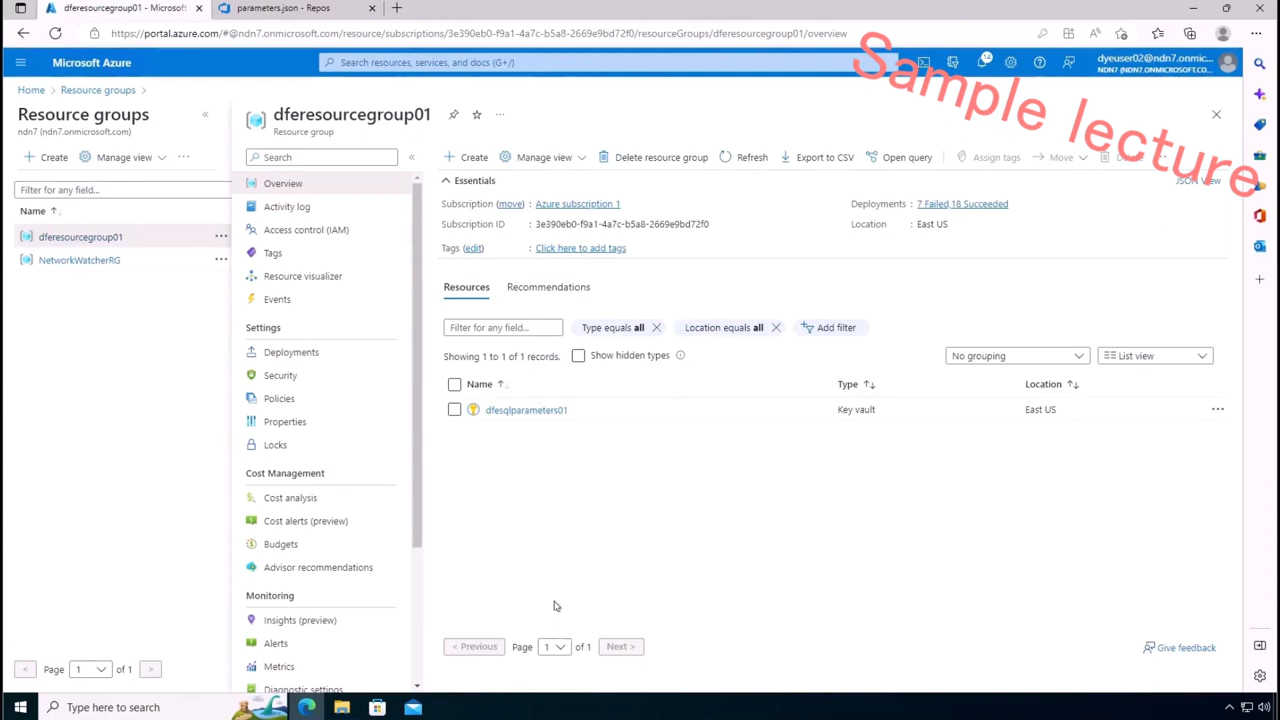 dferesourcegroup01 - Microsoft
parameters.json - Repos
https://portal.azure.com/#@ndn7.onmicrosoft.com/resource/subscriptions/3e390eb0-f9a1-4a7c-b5a8-2669e9bd72f0/resourceGroups/dferesourcegroup01/overview
Sample lecture
Microsoft Azure
Search resources, services, and docs (G+/)
14
dyeuser02@ndn7.onmic...
NDN7 (NDN7.ONMICROSOFT.CO...
Home
Resource groups
Resource groups
ndn7 (ndn7.onmicrosoft.com)
Create
Manage view
Filter for any field...
Name
dferesourcegroup01
NetworkWatcherRG
Page 1 of 1
dferesourcegroup01
Resource group
Search
Overview
Activity log
Access control (IAM)
Tags
Resource visualizer
Events
Settings
Deployments
Security
Policies
Properties
Locks
Cost Management
Cost analysis
Cost alerts (preview)
Budgets
Advisor recommendations
Monitoring
Insights (preview)
Alerts
Metrics
Diagnostic settings
Create
Manage view
Delete resource group
Refresh
Export to CSV
Open query
Assign tags
Move
Essentials
JSON View
Subscription (move) : Azure subscription 1
Deployments : 7 Failed,18 Succeeded
Subscription ID : 3e390eb0-f9a1-4a7c-b5a8-2669e9bd72f0
Location : East US
Tags (edit) : Click here to add tags
Resources
Recommendations
Filter for any field...
Type equals all
Location equals all
Add filter
Showing 1 to 1 of 1 records.
Show hidden types
No grouping
List view
Name
Type
Location
dfesqlparameters01
Key vault
East US
< Previous
Page 1 of 1
Next >
Give feedback
Type here to search